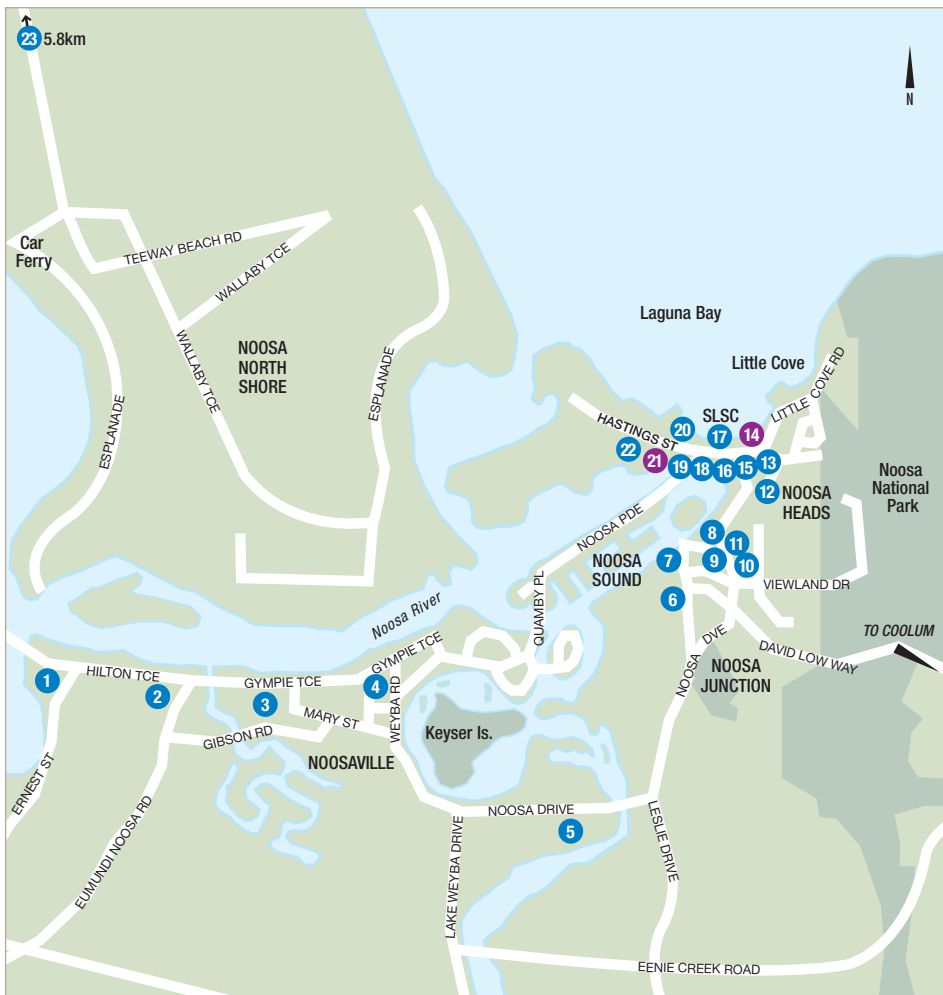 23 5.8km
N
Car
Ferry
TEEWAY BEACH RD
WALLABY TCE
WALLABY TCE
NOOSA
NORTH
SHORE
ESPLANADE
ESPLANADE
Laguna Bay
Little Cove
LITTLE COVE RD
SLSC
HASTINGS ST
20
17
14
22
21
19
18
16
15
13
12
NOOSA
HEADS
Noosa
National
Park
NOOSA PDE
8
11
7
9
10
NOOSA
SOUND
6
VIEWLAND DR
QUAMBY PL
Noosa River
TO COOLUM
DAVID LOW WAY
NOOSA DVE
NOOSA
JUNCTION
GYMPIE TCE
HILTON TCE
GYMPIE TCE
1
2
3
4
WEYBA RD
MARY ST
GIBSON RD
Keyser Is.
NOOSAVILLE
ERNEST ST
EUMUNDI NOOSA RD
NOOSA DRIVE
5
LAKE WEYBA DRIVE
LESLIE DRIVE
EENIE CREEK ROAD